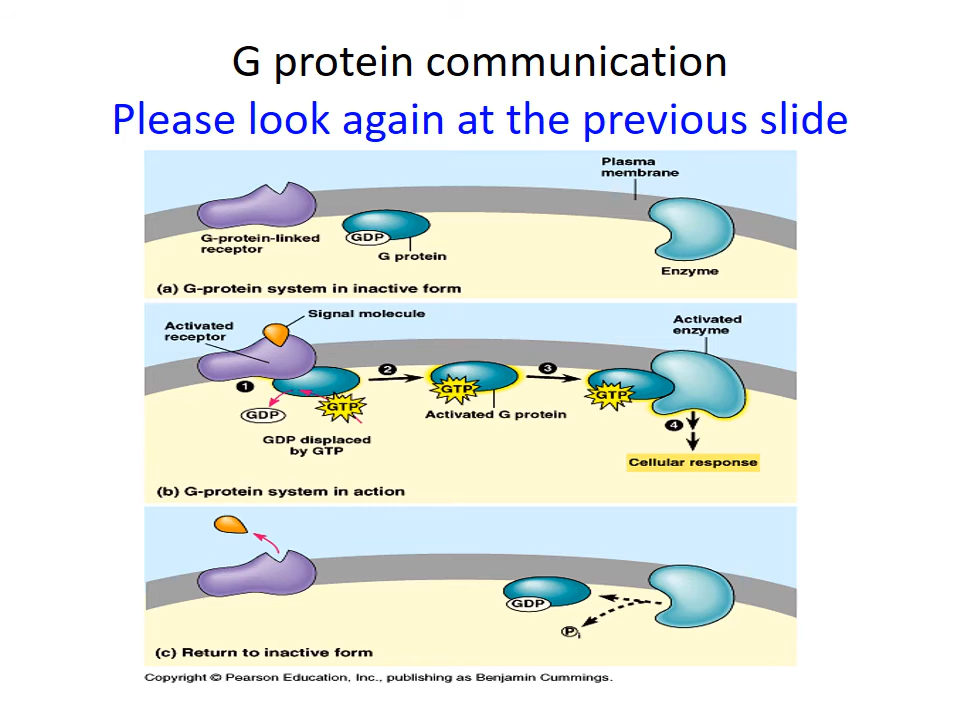 G protein communication
Please look again at the previous slide
Plasma
membrane
G-protein-linked
receptor
GDP
G protein
Enzyme
(a) G-protein system in inactive form
Signal molecule
Activated
receptor
Activated
enzyme
1
2
3
GTP
GTP
GTP
GDP
Activated G protein
4
GDP displaced
by GTP
Cellular response
(b) G-protein system in action
GDP
P i
(c) Return to inactive form
Copyright © Pearson Education, Inc., publishing as Benjamin Cummings.